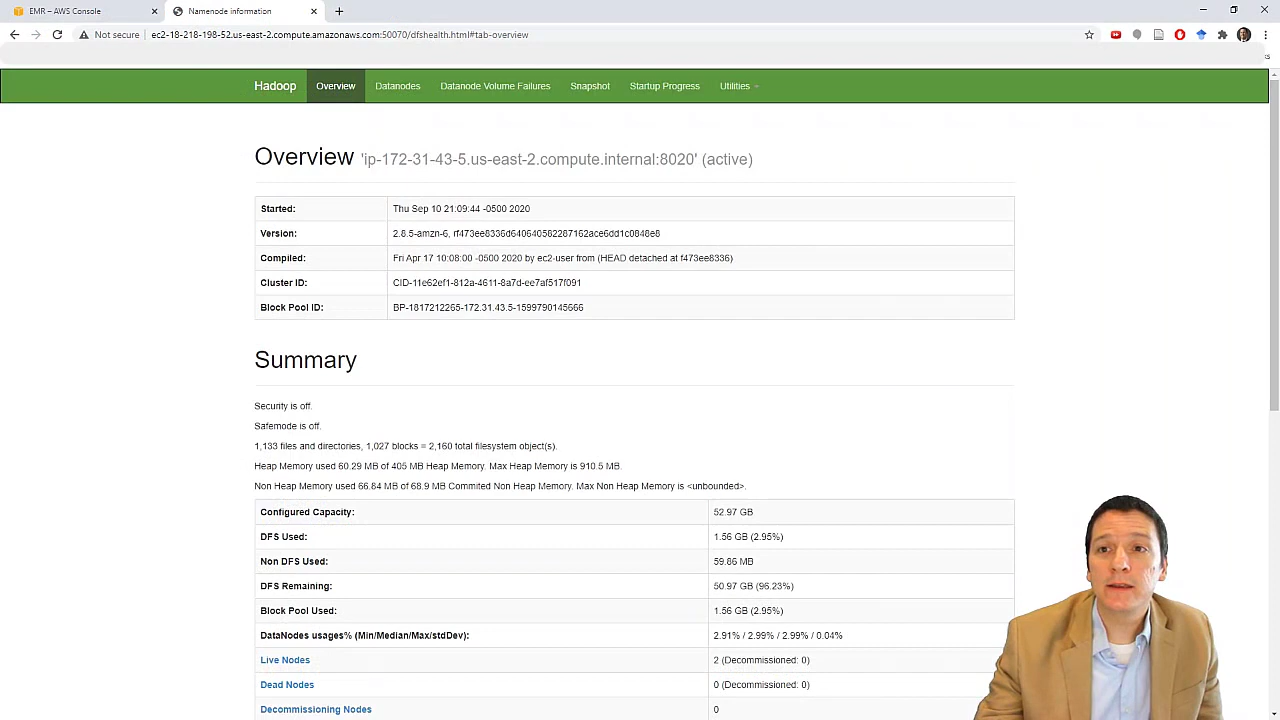 EMR – AWS Console
Namenode information
Not secure
ec2-18-218-198-52.us-east-2.compute.amazonaws.com:50070/dfshealth.html#tab-overview
Hadoop Overview Datanodes Datanode Volume Failures Snapshot Startup Progress Utilities
Overview 'ip-172-31-43-5.us-east-2.compute.internal:8020' (active)
Started: Thu Sep 10 21:09:44 -0500 2020
Version: 2.8.5-amzn-6, rf473ee8336d640640582287162ace6dd1c0848e8
Compiled: Fri Apr 17 10:08:00 -0500 2020 by ec2-user from (HEAD detached at f473ee8336)
Cluster ID: CID-11e62ef1-812a-4611-8a7d-ee7af517f091
Block Pool ID: BP-1817212265-172.31.43.5-1599790145666
Summary
Security is off.
Safemode is off.
1,133 files and directories, 1,027 blocks = 2,160 total filesystem object(s).
Heap Memory used 60.29 MB of 405 MB Heap Memory. Max Heap Memory is 910.5 MB.
Non Heap Memory used 66.84 MB of 68.9 MB Commited Non Heap Memory. Max Non Heap Memory is <unbounded>.
Configured Capacity: 52.97 GB
DFS Used: 1.56 GB (2.95%)
Non DFS Used: 59.86 MB
DFS Remaining: 50.97 GB (96.23%)
Block Pool Used: 1.56 GB (2.95%)
DataNodes usages% (Min/Median/Max/stdDev): 2.91% / 2.99% / 2.99% / 0.04%
Live Nodes 2 (Decommissioned: 0)
Dead Nodes 0 (Decommissioned: 0)
Decommissioning Nodes 0